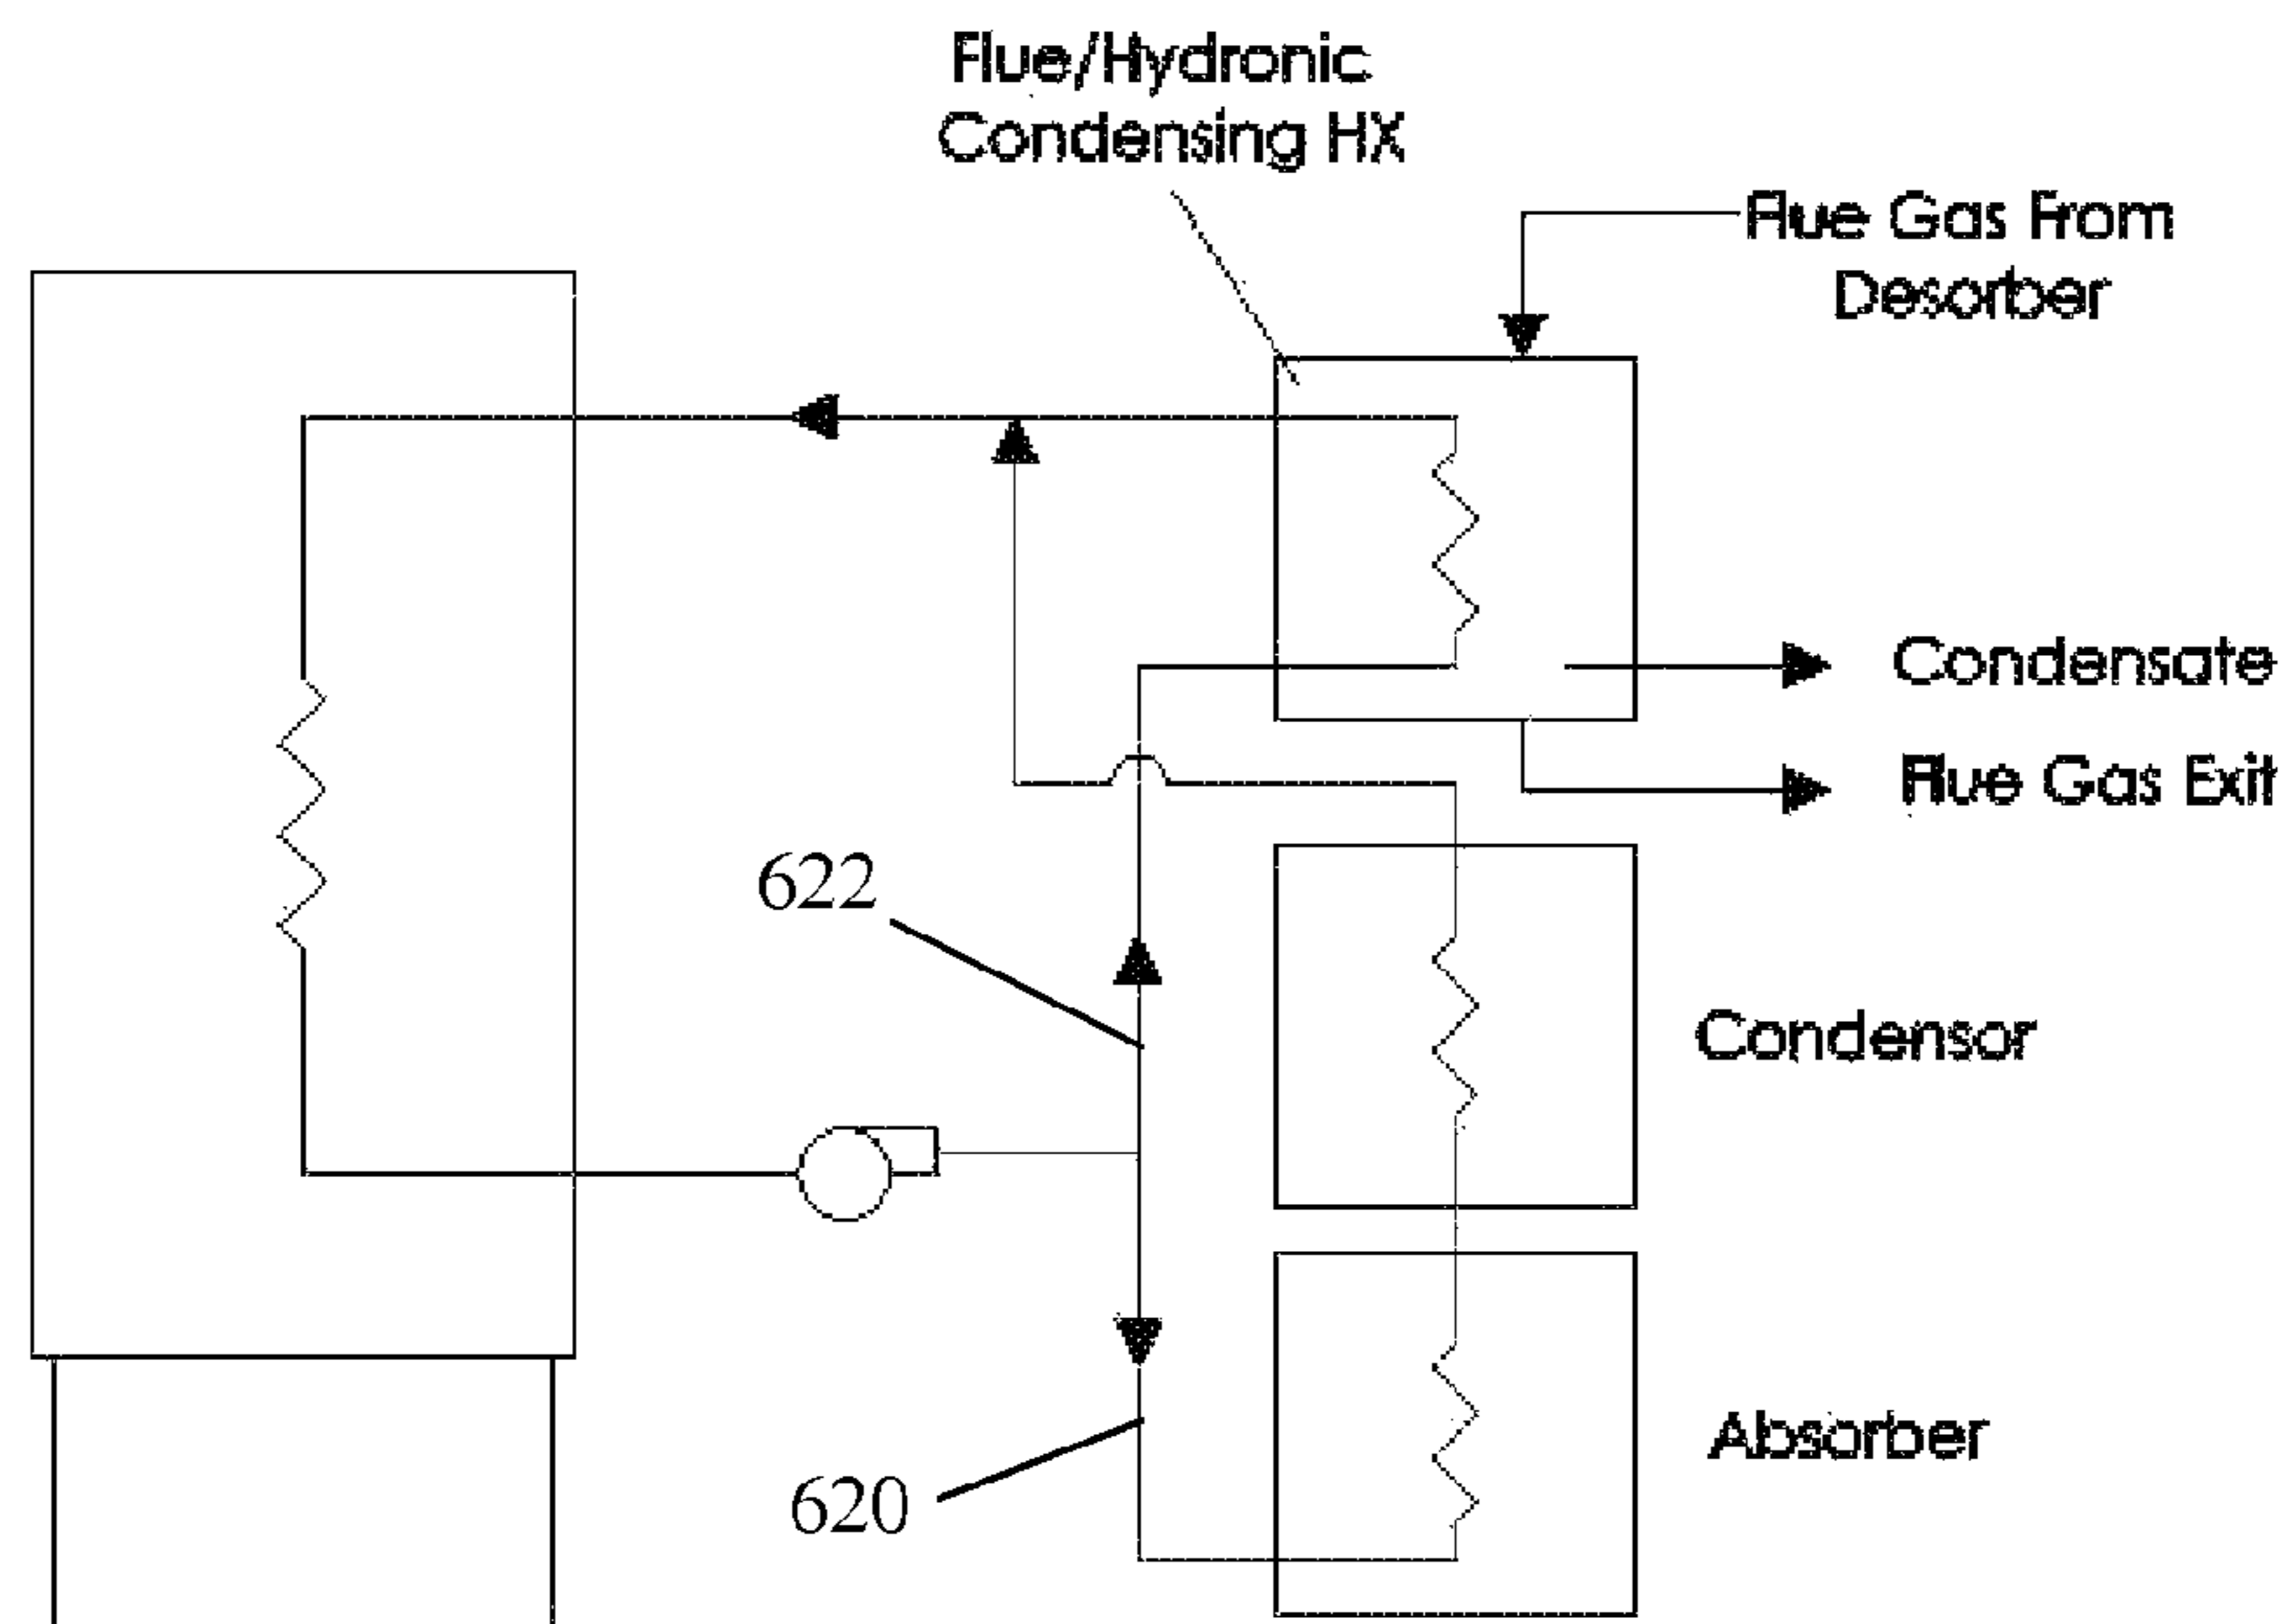 Flue/Hydronic
Condensing HX
Flue Gas From
Desorber
Condensate
Flue Gas Exit
622
Condensor
Absorber
620